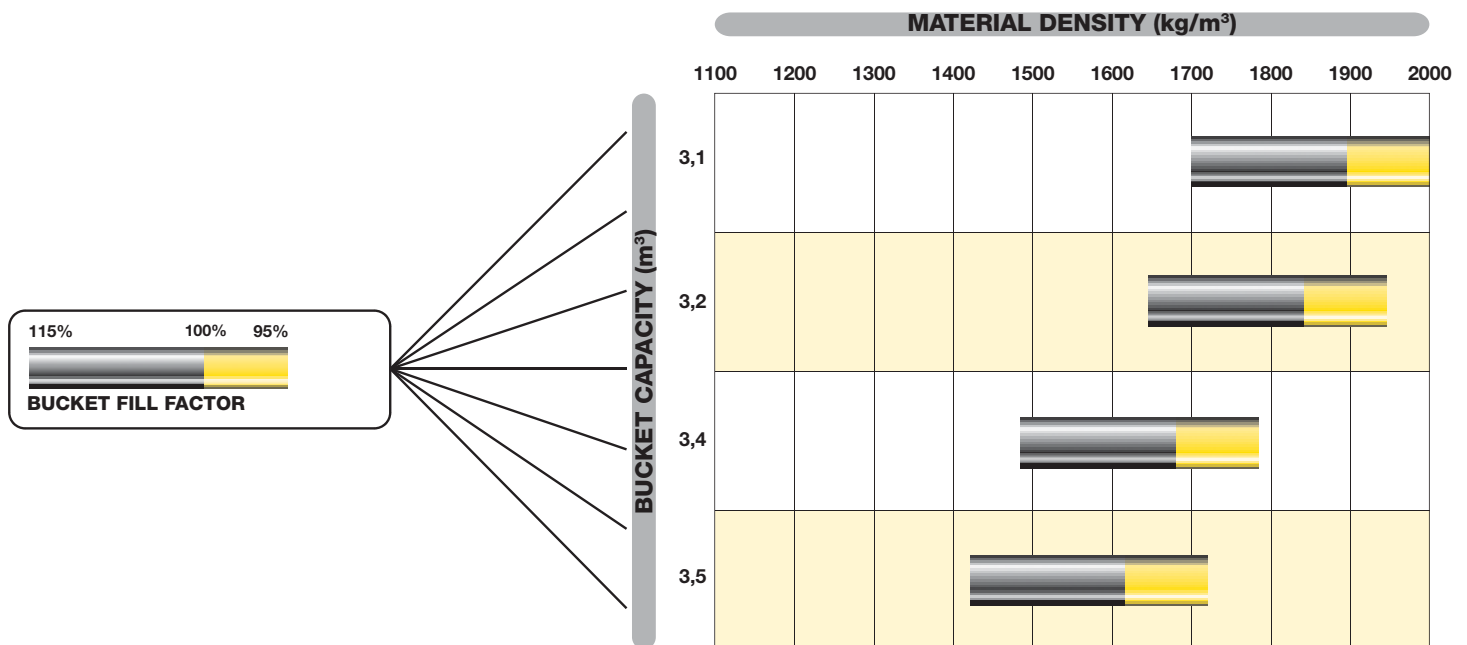 MATERIAL DENSITY (kg/m³)
1100 1200 1300 1400 1500 1600 1700 1800 1900 2000
BUCKET CAPACITY (m³)
3,1
3,2
3,4
3,5
115% 100% 95%
BUCKET FILL FACTOR